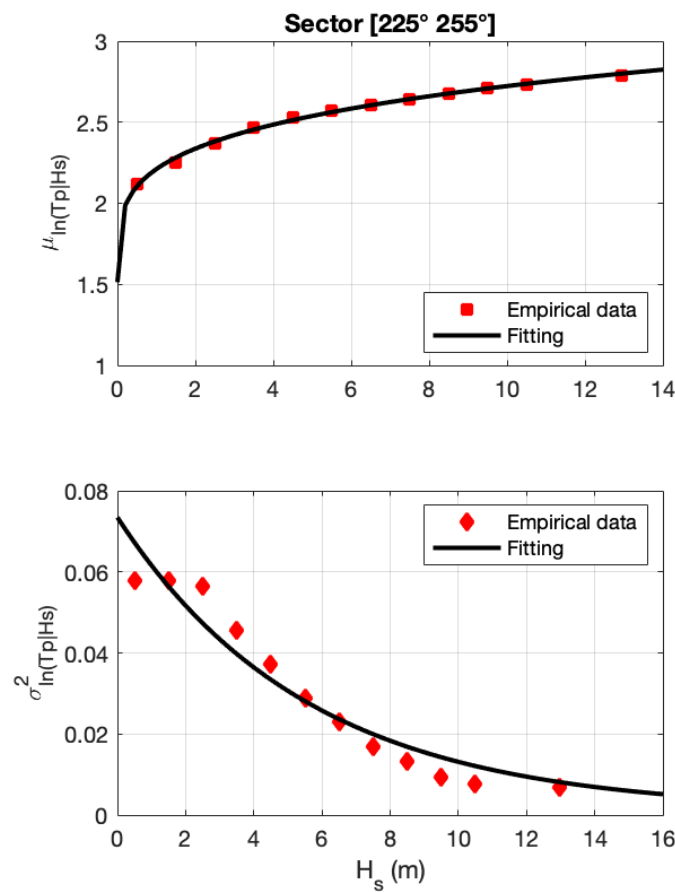 Sector [225° 255°]
3
2.5
2
1.5
1
μln(Tp|Hs)
Empirical data
Fitting
0 2 4 6 8 10 12 14
0.08
0.06
0.04
0.02
0
σ2ln(Tp|Hs)
Empirical data
Fitting
0 2 4 6 8 10 12 14 16
Hs (m)